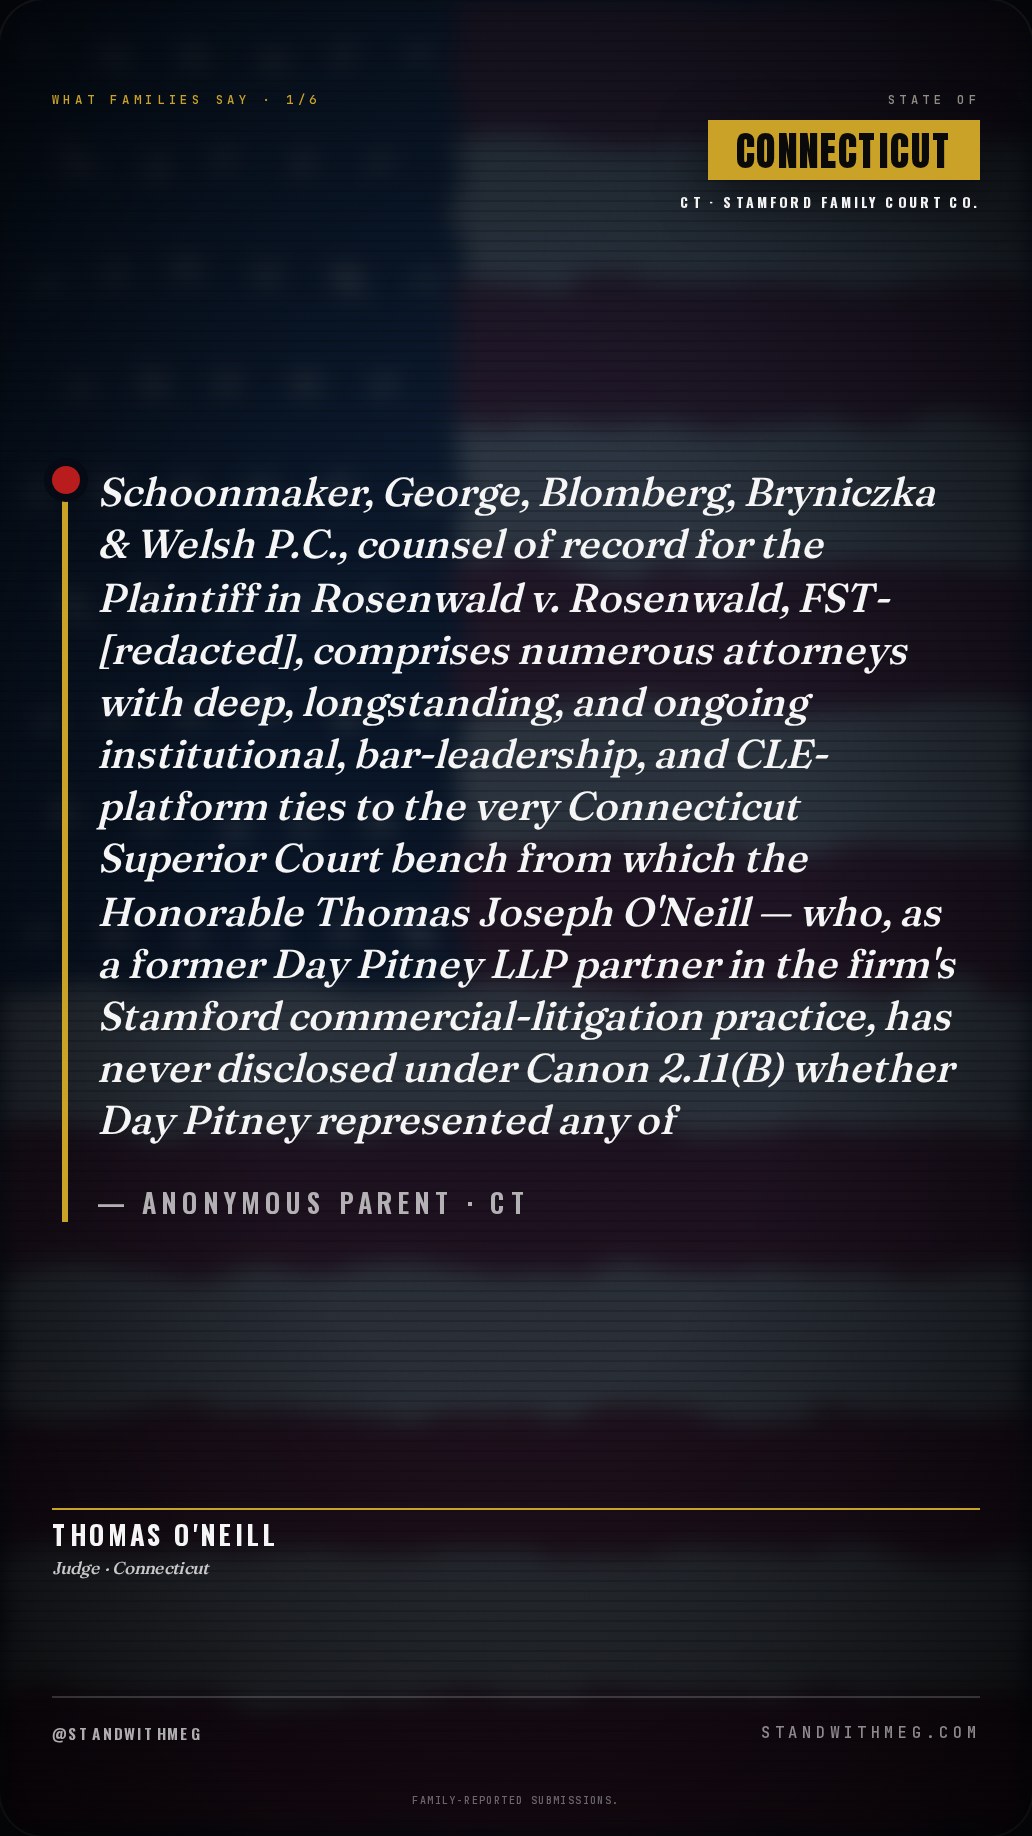 WHAT FAMILIES SAY · 1/6
STATE OF
CONNECTICUT
CT · STAMFORD FAMILY COURT CO.
Schoonmaker, George, Blomberg, Bryniczka
& Welsh P.C., counsel of record for the
Plaintiff in Rosenwald v. Rosenwald, FST-
[redacted], comprises numerous attorneys
with deep, longstanding, and ongoing
institutional, bar-leadership, and CLE-
platform ties to the very Connecticut
Superior Court bench from which the
Honorable Thomas Joseph O'Neill — who, as
a former Day Pitney LLP partner in the firm's
Stamford commercial-litigation practice, has
never disclosed under Canon 2.11(B) whether
Day Pitney represented any of
— ANONYMOUS PARENT · CT
THOMAS O'NEILL
Judge · Connecticut
@STANDWITHMEG
STANDWITHMEG.COM
FAMILY-REPORTED SUBMISSIONS.